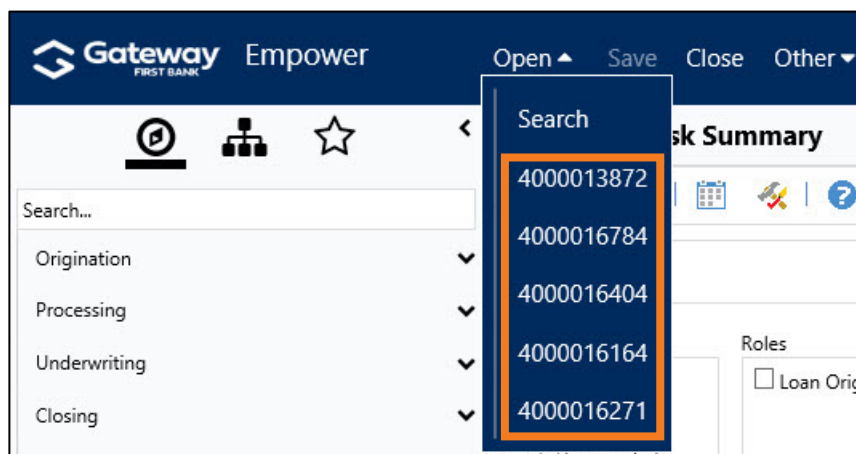 Gateway Empower
FIRST BANK
Open Save Close Other
Search
sk Summary
4000013872
4000016784
4000016404
4000016164
4000016271
Search...
Origination
Processing
Underwriting
Closing
Roles
Loan Orig